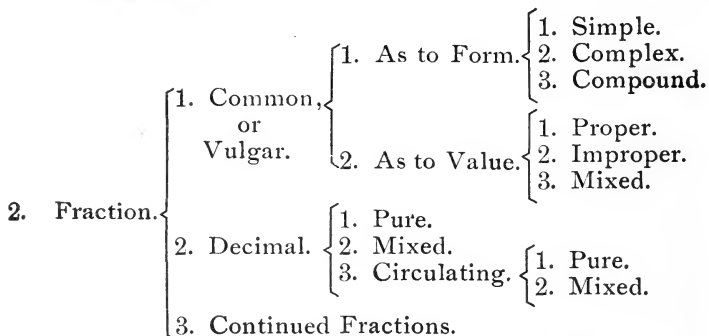 1. Simple.
1. As to Form. 2. Complex.
3. Compound.
1. Common,
or
Vulgar.
1. Proper.
2. As to Value. 2. Improper.
3. Mixed.
2. Fraction.
1. Pure.
2. Decimal. 2. Mixed.
3. Circulating. 1. Pure.
2. Mixed.
3. Continued Fractions.